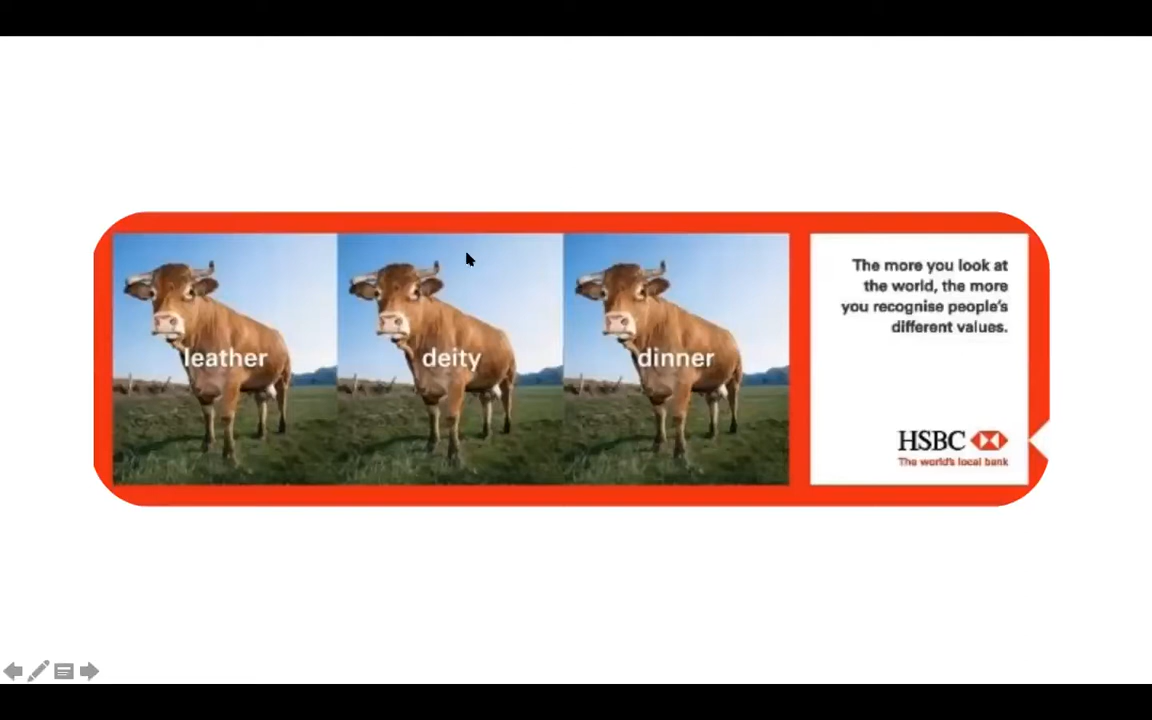 leather
deity
dinner
The more you look at
the world, the more
you recognise people's
different values.
HSBC
The world's local bank